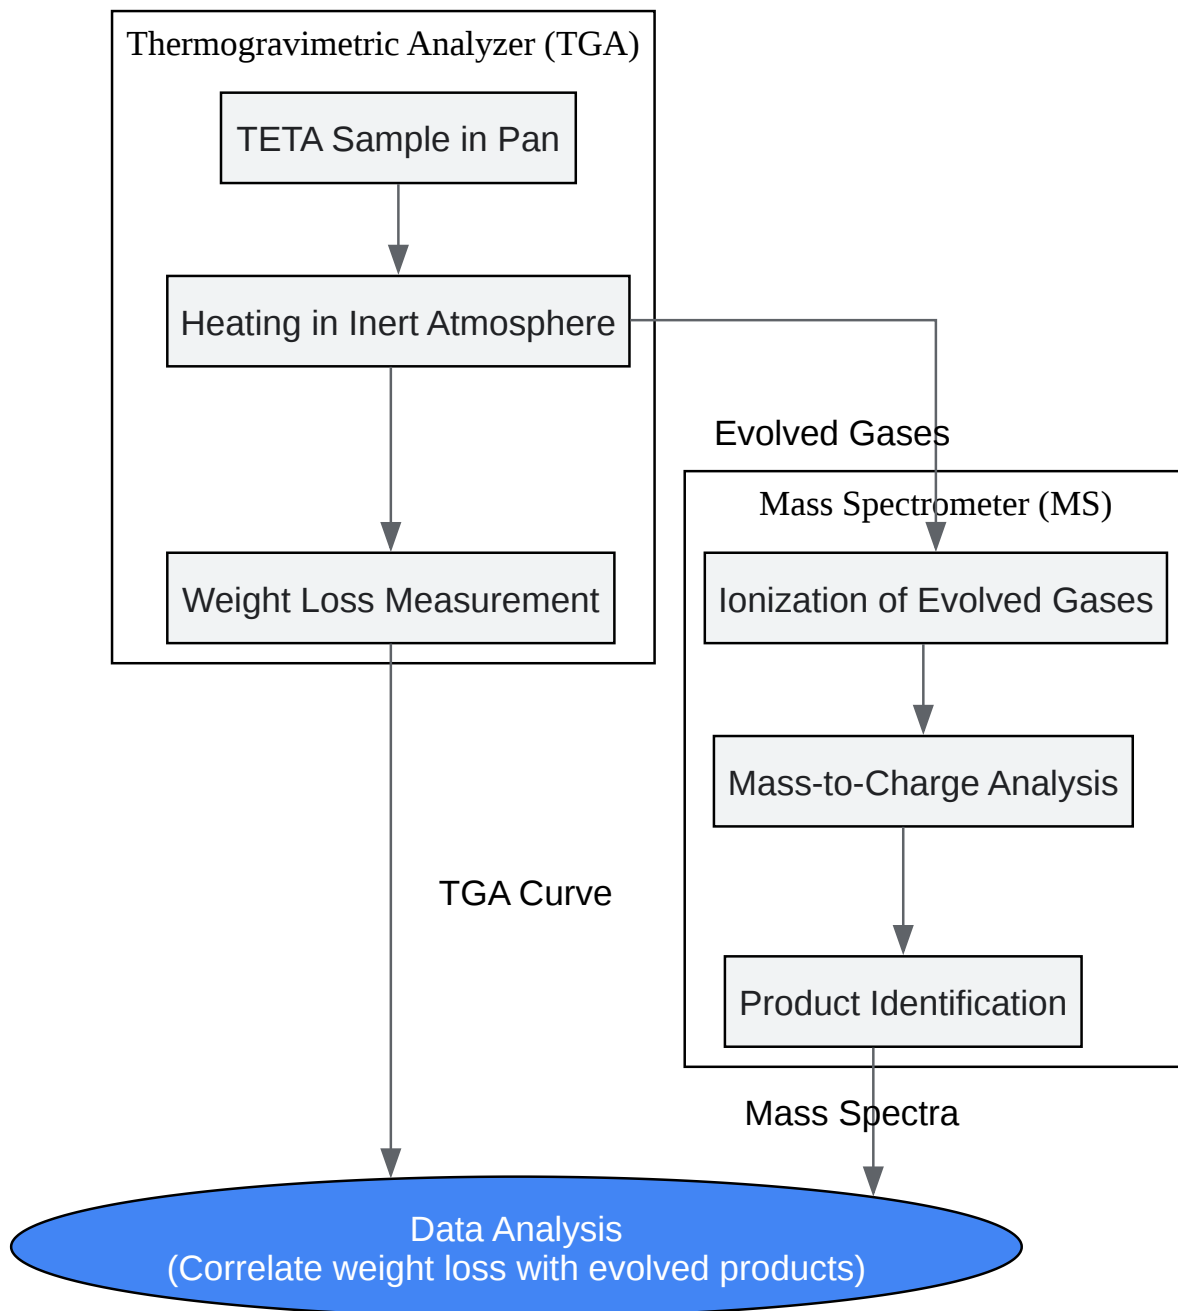 Thermogravimetric Analyzer (TGA)
TETA Sample in Pan
Heating in Inert Atmosphere
Evolved Gases
Mass Spectrometer (MS)
Weight Loss Measurement
Ionization of Evolved Gases
Mass-to-Charge Analysis
TGA Curve
Product Identification
Mass Spectra
Data Analysis
(Correlate weight loss with evolved products)